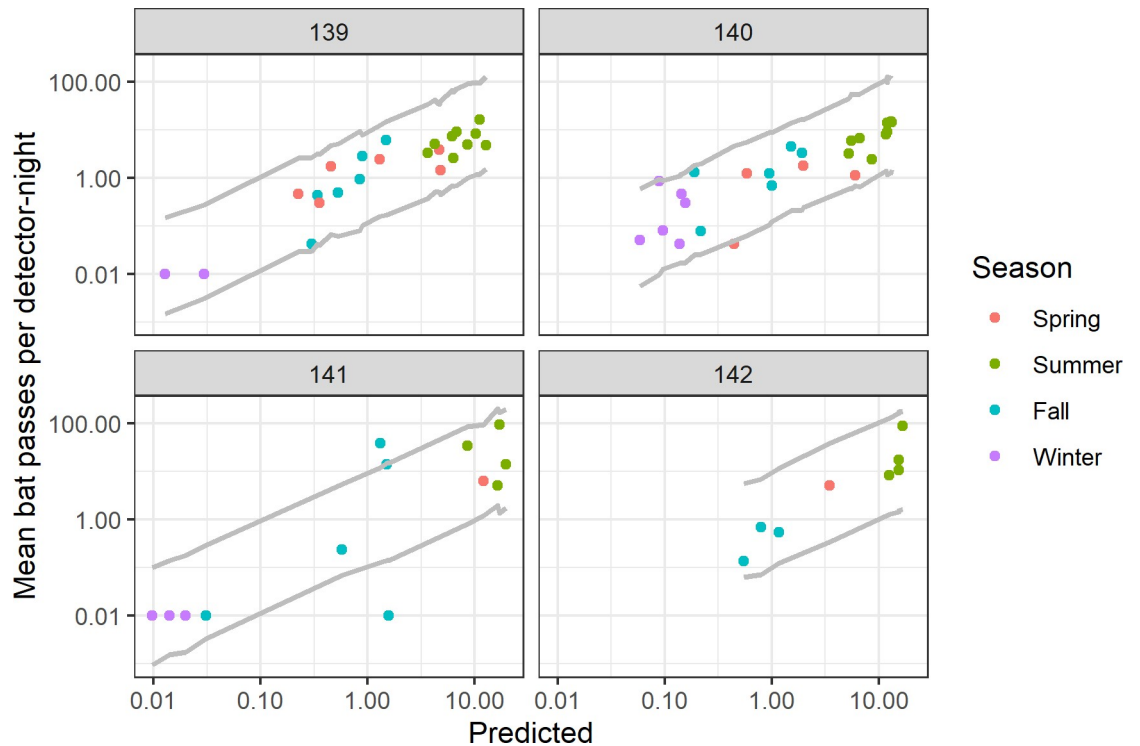 139
140
100.00
1.00
0.01
141
142
100.00
1.00
0.01
0.01 0.10 1.00 10.00
0.01 0.10 1.00 10.00
Predicted
Mean bat passes per detector-night
Season
Spring
Summer
Fall
Winter